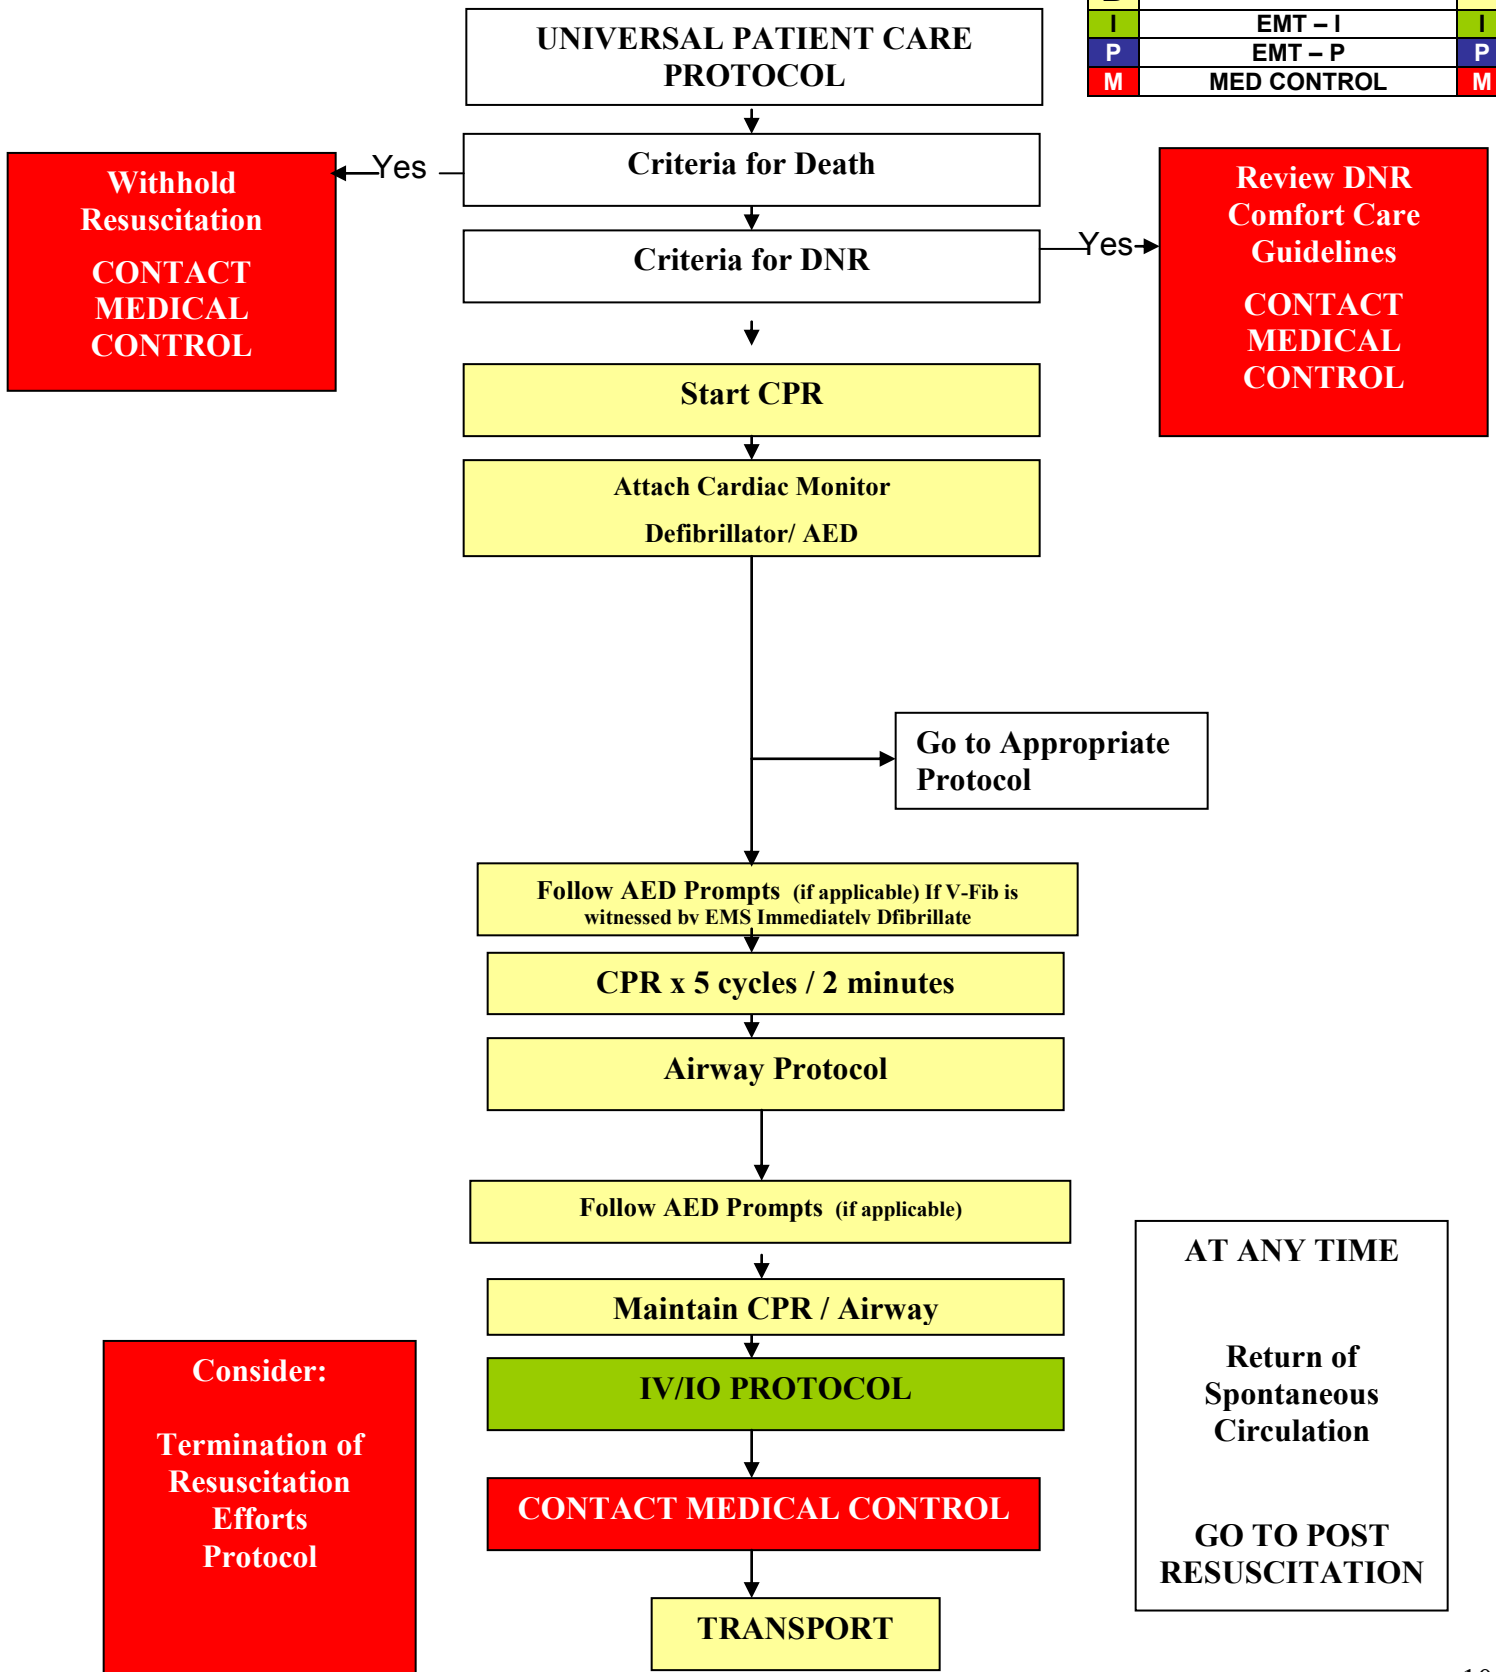 UNIVERSAL PATIENT CARE
PROTOCOL
I EMT – I I
P EMT – P P
M MED CONTROL M
Criteria for Death
Yes
Withhold
Resuscitation
CONTACT
MEDICAL
CONTROL
Criteria for DNR
Yes
Review DNR
Comfort Care
Guidelines
CONTACT
MEDICAL
CONTROL
Start CPR
Attach Cardiac Monitor
Defibrillator/ AED
Go to Appropriate
Protocol
Follow AED Prompts (if applicable) If V-Fib is
witnessed by EMS Immediately Dfibrillate
CPR x 5 cycles / 2 minutes
Airway Protocol
Follow AED Prompts (if applicable)
Maintain CPR / Airway
IV/IO PROTOCOL
CONTACT MEDICAL CONTROL
TRANSPORT
Consider:
Termination of
Resuscitation
Efforts
Protocol
AT ANY TIME
Return of
Spontaneous
Circulation
GO TO POST
RESUSCITATION